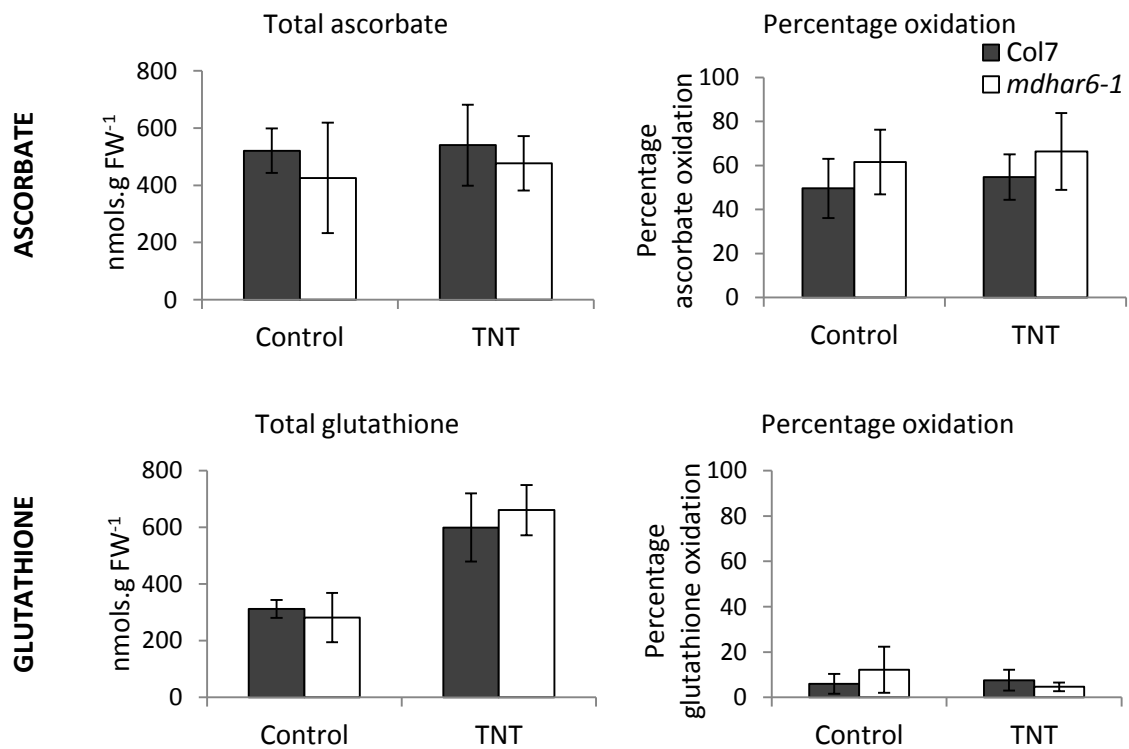 Total ascorbate
Percentage oxidation
Col7
mdhar6-1
ASCORBATE
nmols.g FW-1
800
600
400
200
0
Control
TNT
Percentage
ascorbate oxidation
100
80
60
40
20
0
Control
TNT
Total glutathione
Percentage oxidation
GLUTATHIONE
nmols.g FW-1
800
600
400
200
0
Control
TNT
Percentage
glutathione oxidation
100
80
60
40
20
0
Control
TNT